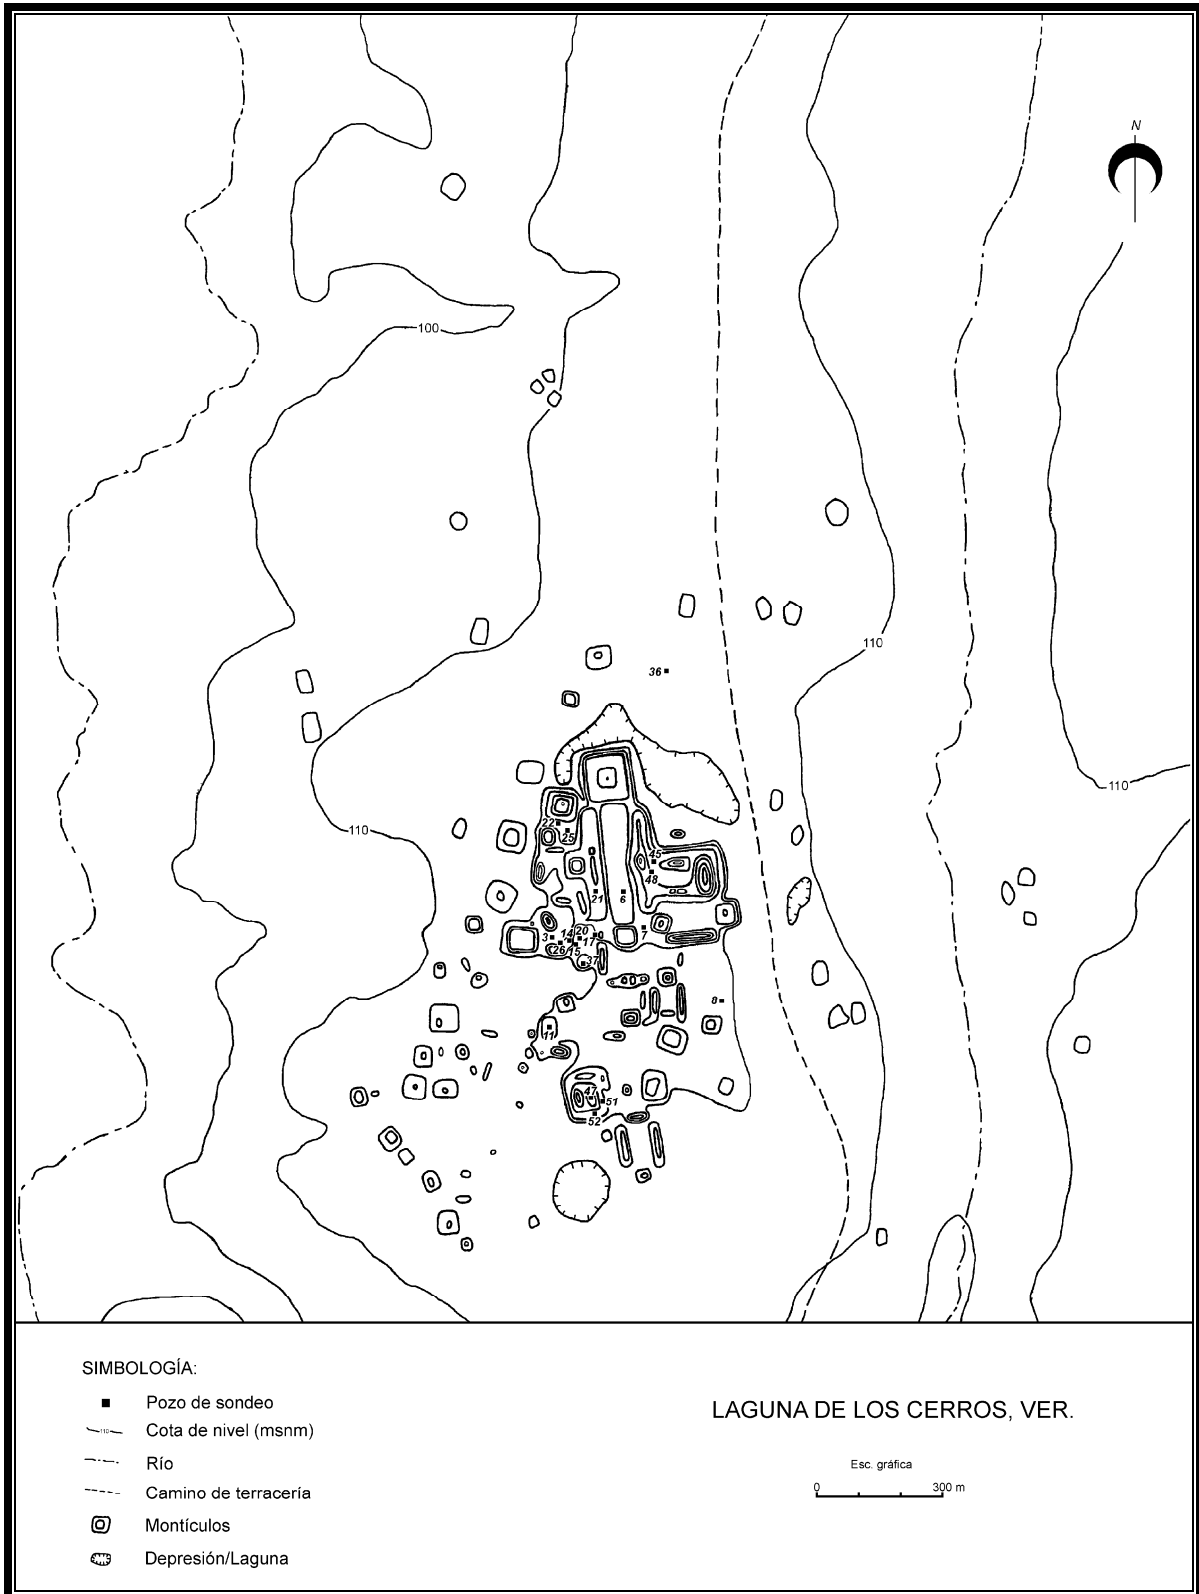 N
100
110
36
110
110
22
25
45
48
21
6
3
14
20
17
7
26
15
37
8
11
47
51
52
SIMBOLOGÍA:
Pozo de sondeo
110
Cota de nivel (msnm)
Río
Camino de terracería
Montículos
Depresión/Laguna
LAGUNA DE LOS CERROS, VER.
Esc. gráfica
0 300 m